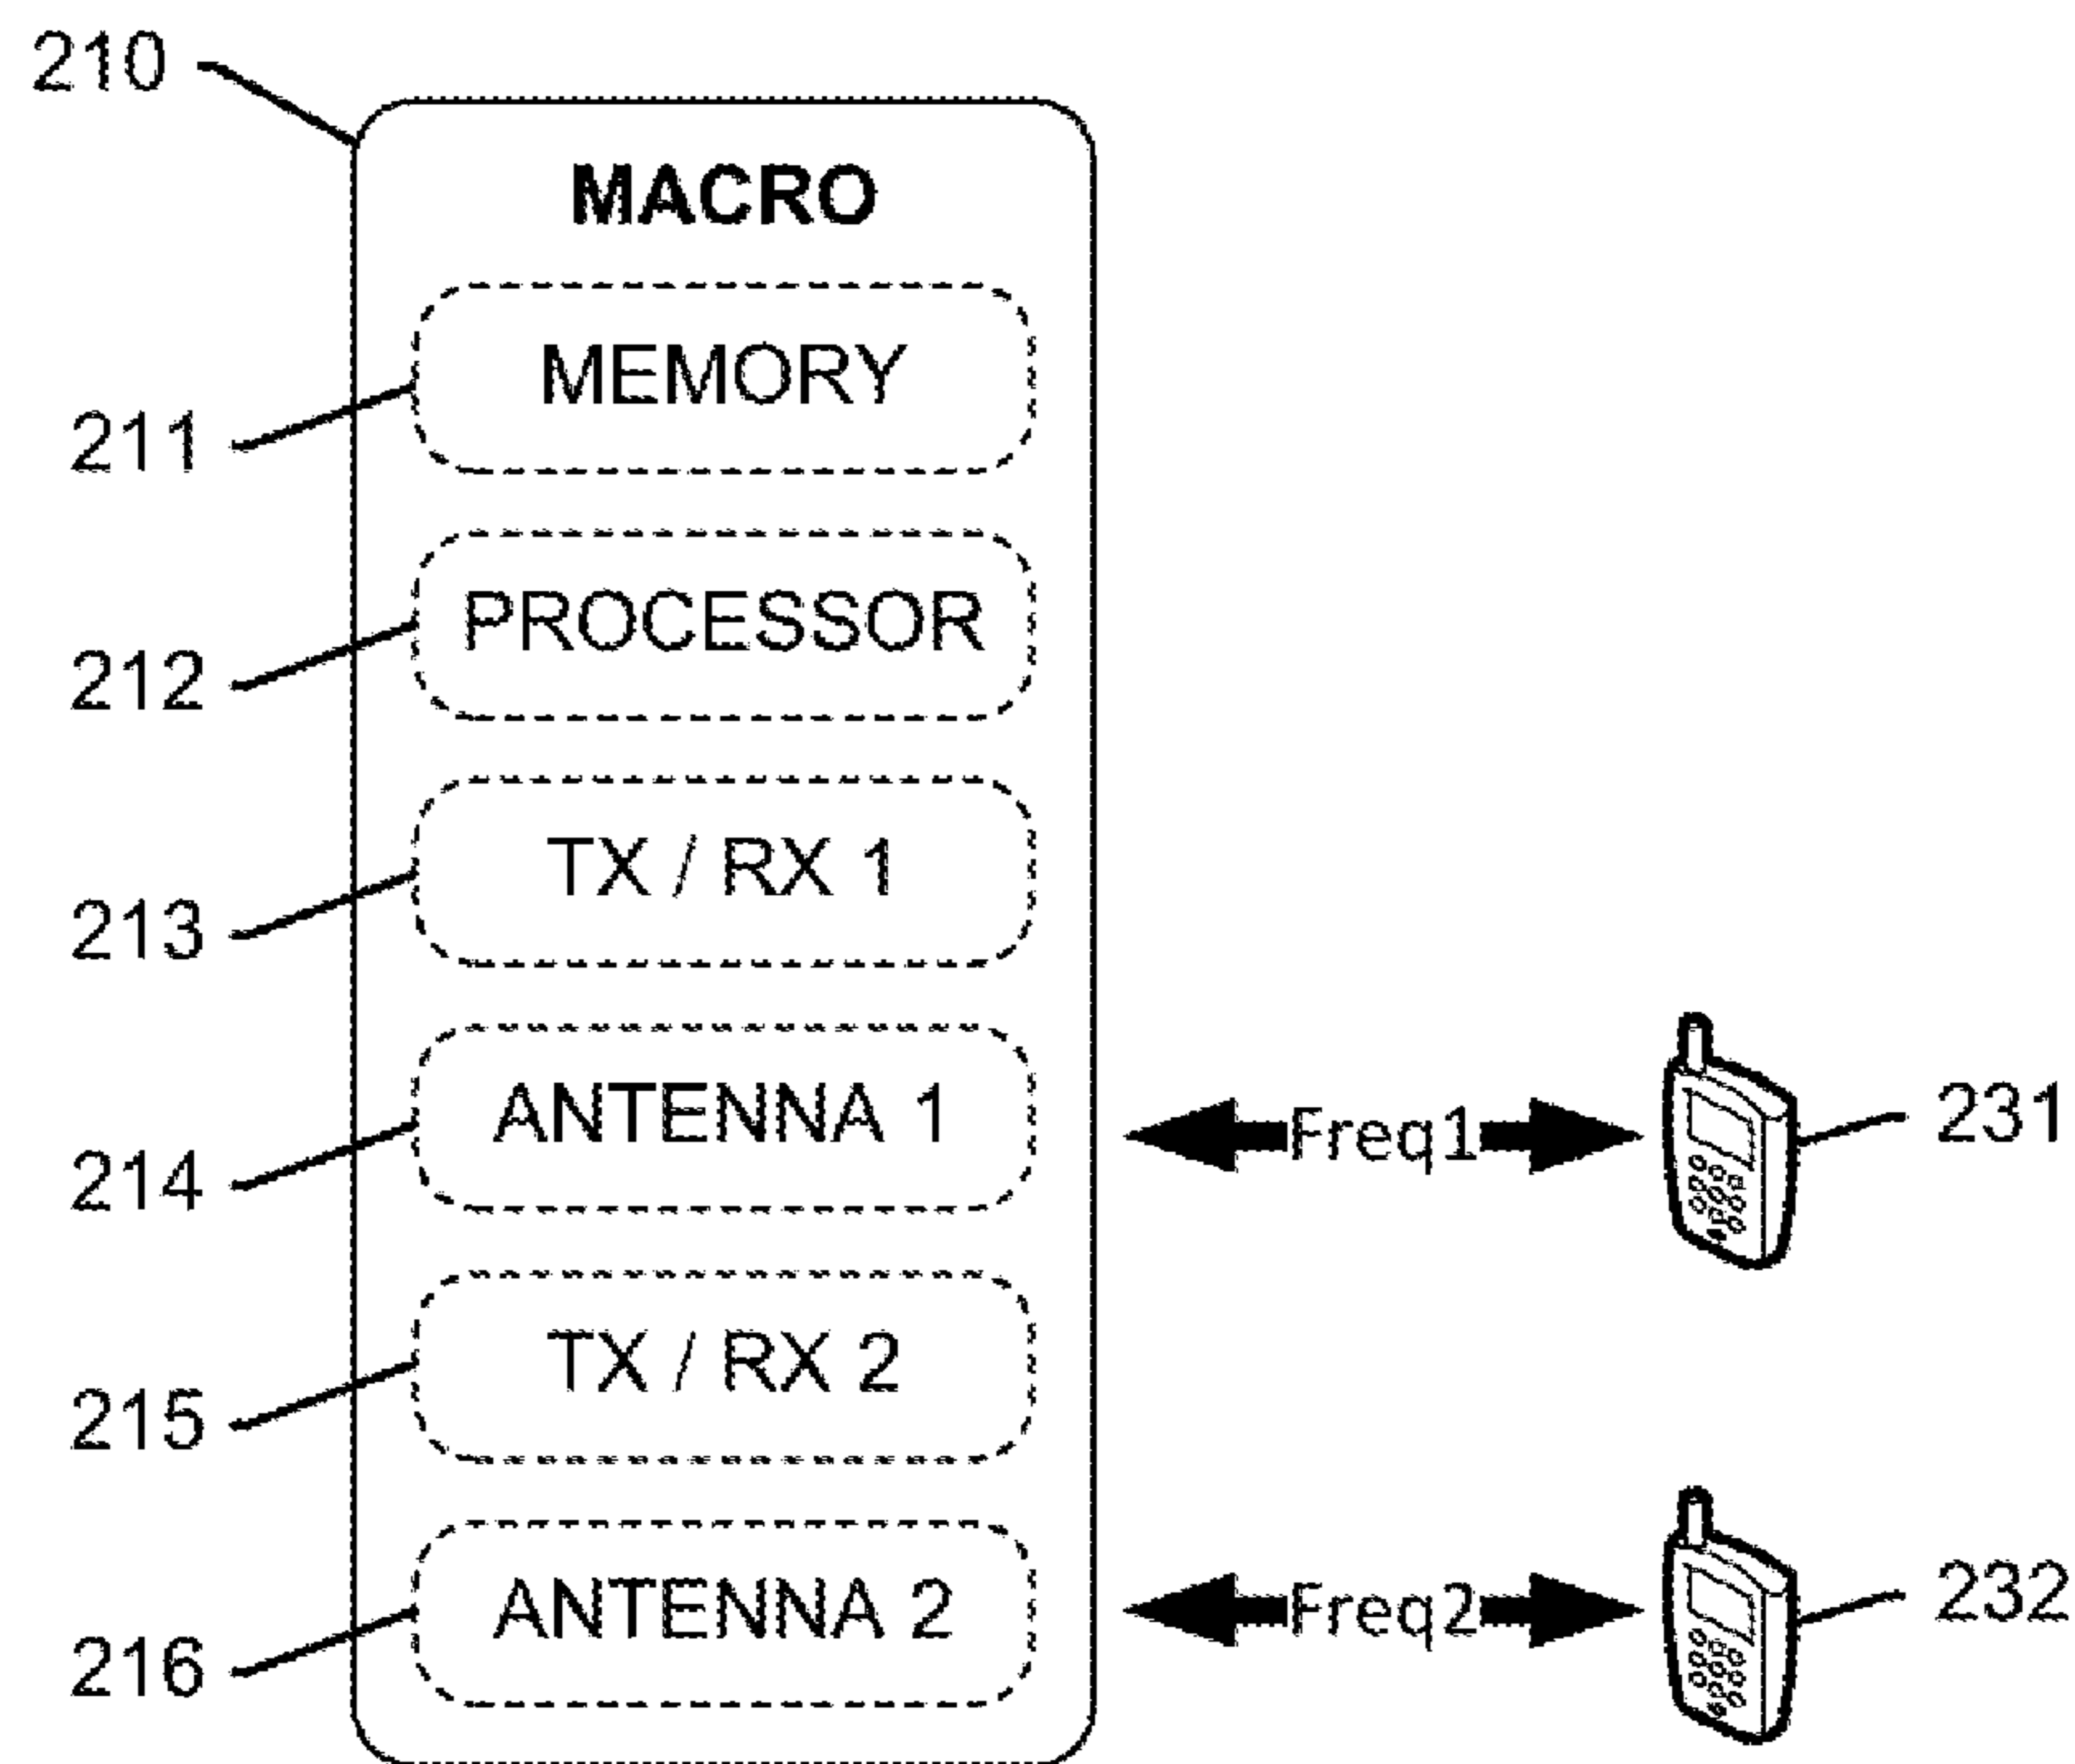 210
MACRO
MEMORY
211
PROCESSOR
212
TX / RX 1
213
ANTENNA 1
Freq1
231
214
TX / RX 2
215
ANTENNA 2
Freq2
232
216